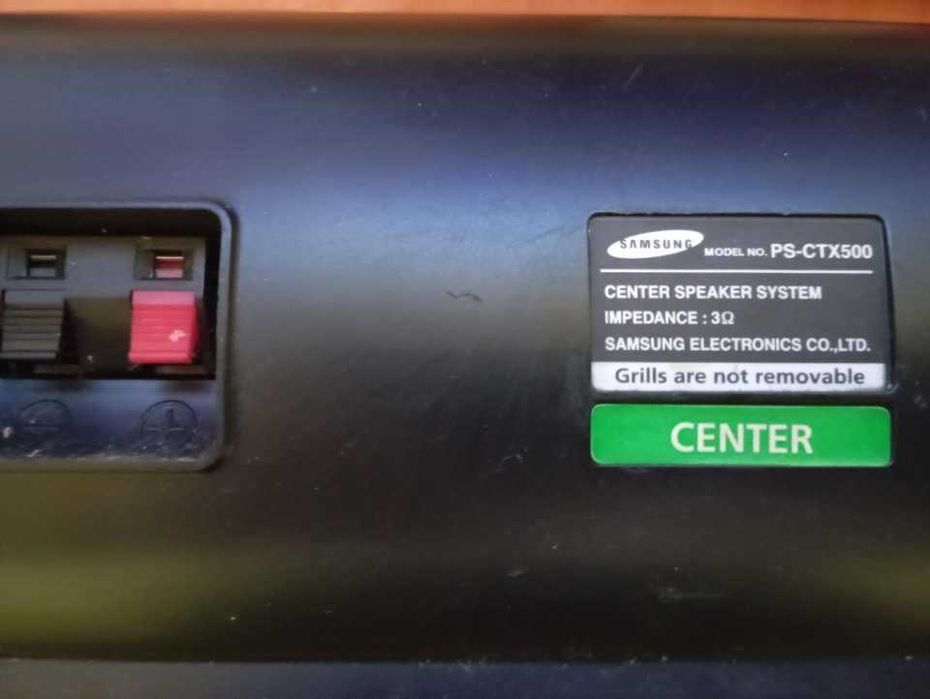 SAMSUNG MODEL NO. PS-CTX500
CENTER SPEAKER SYSTEM
IMPEDANCE : 3Ω
SAMSUNG ELECTRONICS CO.,LTD.
Grills are not removable
CENTER